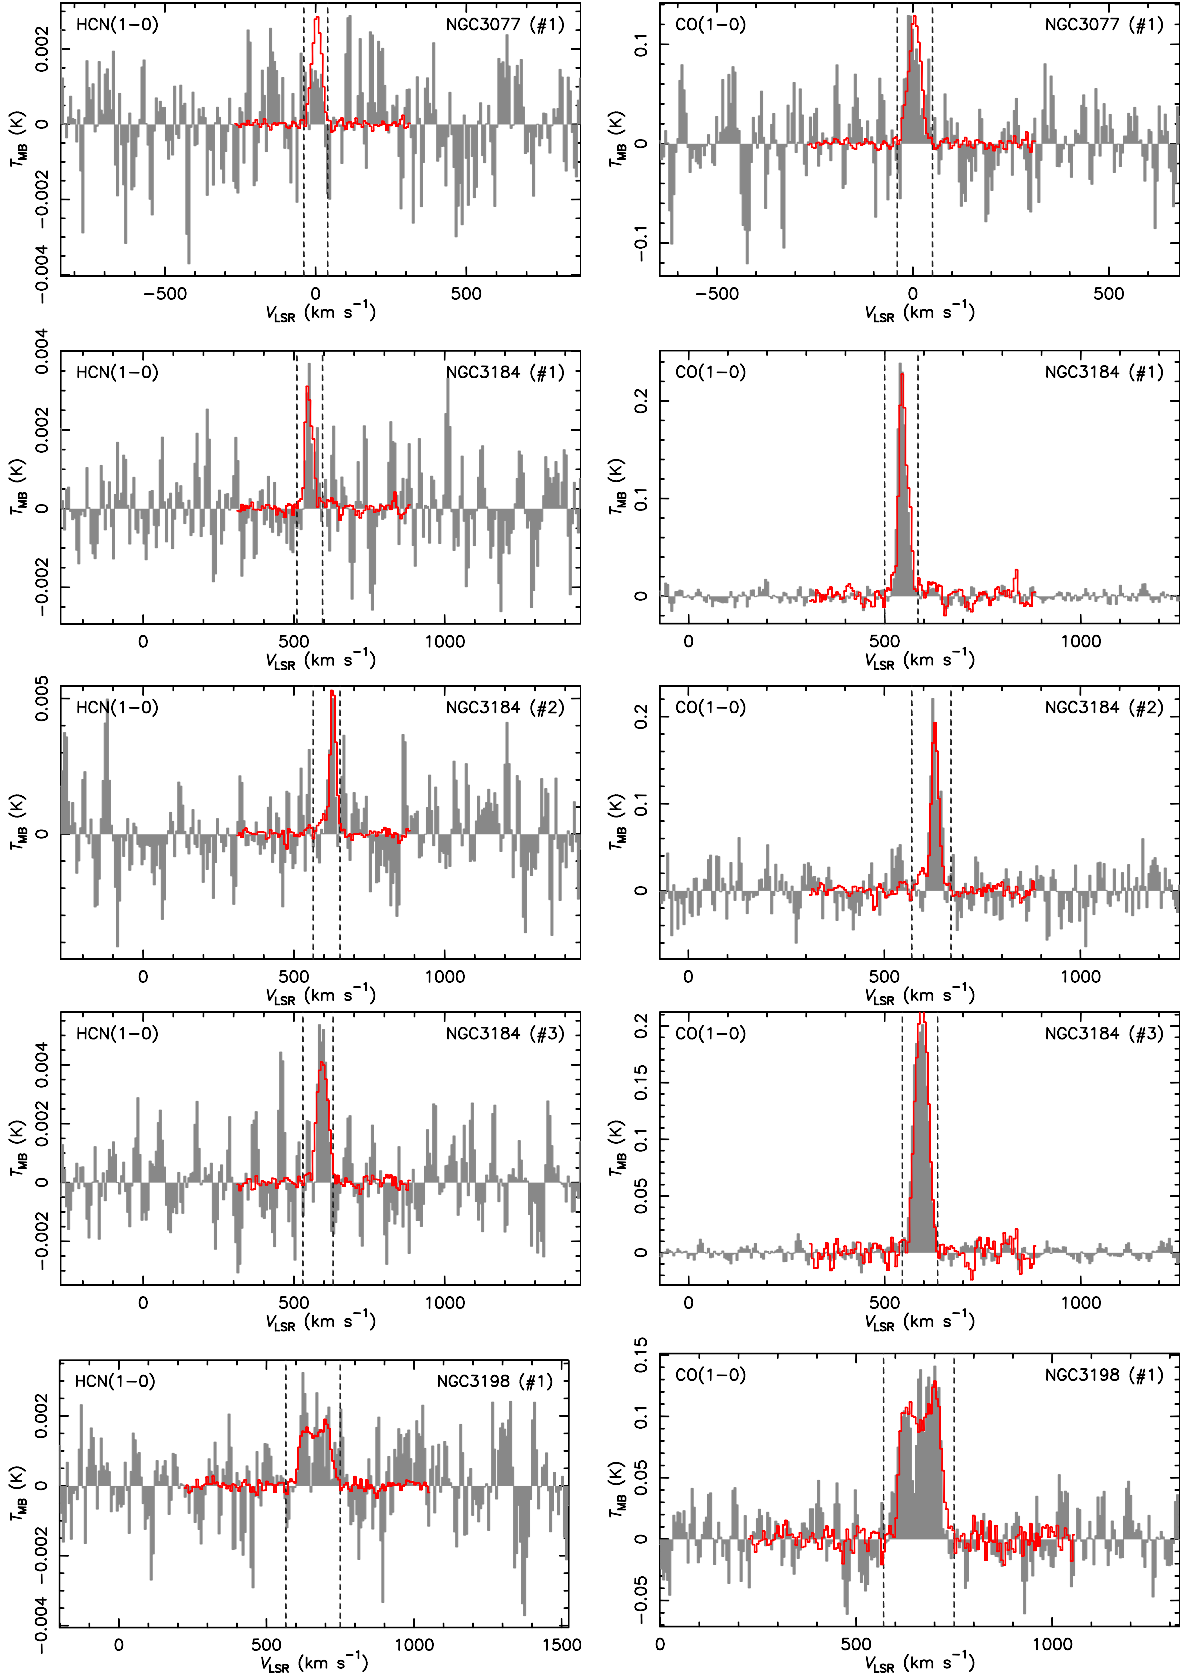 HCN(1−0) NGC3077 (#1)
T_MB (K)
0.002
0
−0.002
−0.004
−500 0 500
V_LSR (km s⁻¹)
CO(1−0) NGC3077 (#1)
T_MB (K)
0.1
0
−0.1
−500 0 500
V_LSR (km s⁻¹)
HCN(1−0) NGC3184 (#1)
T_MB (K)
0.004
0.002
0
−0.002
0 500 1000
V_LSR (km s⁻¹)
CO(1−0) NGC3184 (#1)
T_MB (K)
0.2
0.1
0
0 500 1000
V_LSR (km s⁻¹)
HCN(1−0) NGC3184 (#2)
T_MB (K)
0.005
0
0 500 1000
V_LSR (km s⁻¹)
CO(1−0) NGC3184 (#2)
T_MB (K)
0.2
0.1
0
0 500 1000
V_LSR (km s⁻¹)
HCN(1−0) NGC3184 (#3)
T_MB (K)
0.004
0.002
0
−0.002
0 500 1000
V_LSR (km s⁻¹)
CO(1−0) NGC3184 (#3)
T_MB (K)
0.2
0.15
0.1
0.05
0
0 500 1000
V_LSR (km s⁻¹)
HCN(1−0) NGC3198 (#1)
T_MB (K)
0.002
0
−0.002
−0.004
0 500 1000 1500
V_LSR (km s⁻¹)
CO(1−0) NGC3198 (#1)
T_MB (K)
0.15
0.1
0.05
0
−0.05
0 500 1000
V_LSR (km s⁻¹)